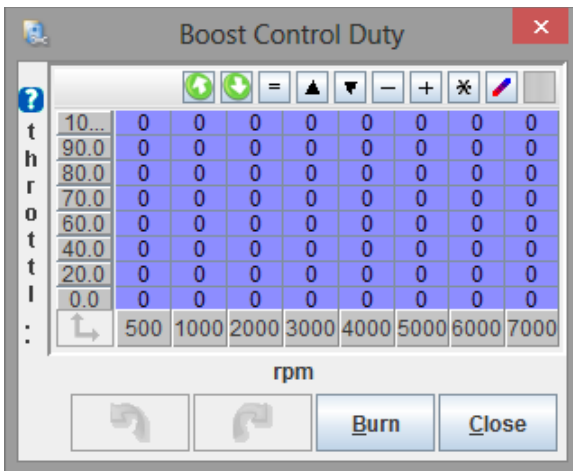 Boost Control Duty
?
= ▲ ▼ − + *
throttl:
10... 0 0 0 0 0 0 0 0
90.0 0 0 0 0 0 0 0 0
80.0 0 0 0 0 0 0 0 0
70.0 0 0 0 0 0 0 0 0
60.0 0 0 0 0 0 0 0 0
40.0 0 0 0 0 0 0 0 0
20.0 0 0 0 0 0 0 0 0
0.0 0 0 0 0 0 0 0 0
500 1000 2000 3000 4000 5000 6000 7000
rpm
Burn Close